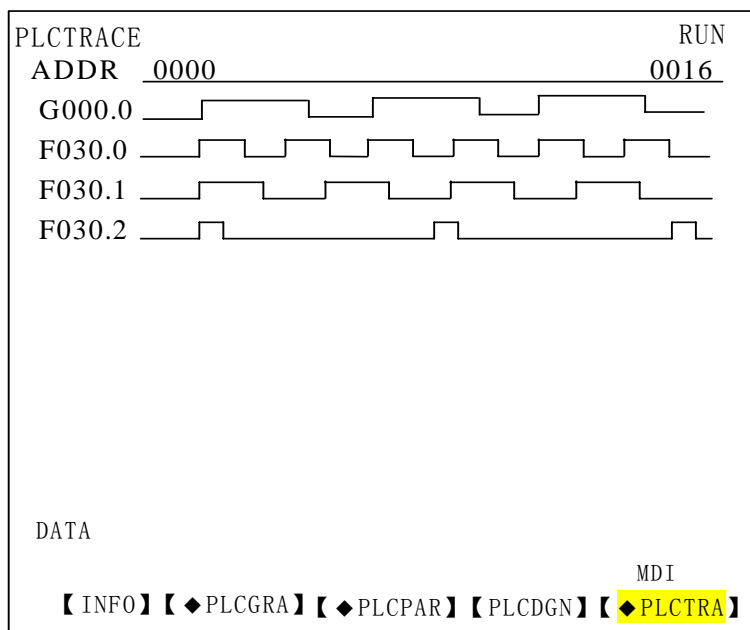 PLCTRACE RUN
ADDR 0000 0016
G000.0
F030.0
F030.1
F030.2
DATA
MDI
【INFO】【◆PLCGRA】【◆PLCPAR】【PLCDGN】【◆PLCTRA】